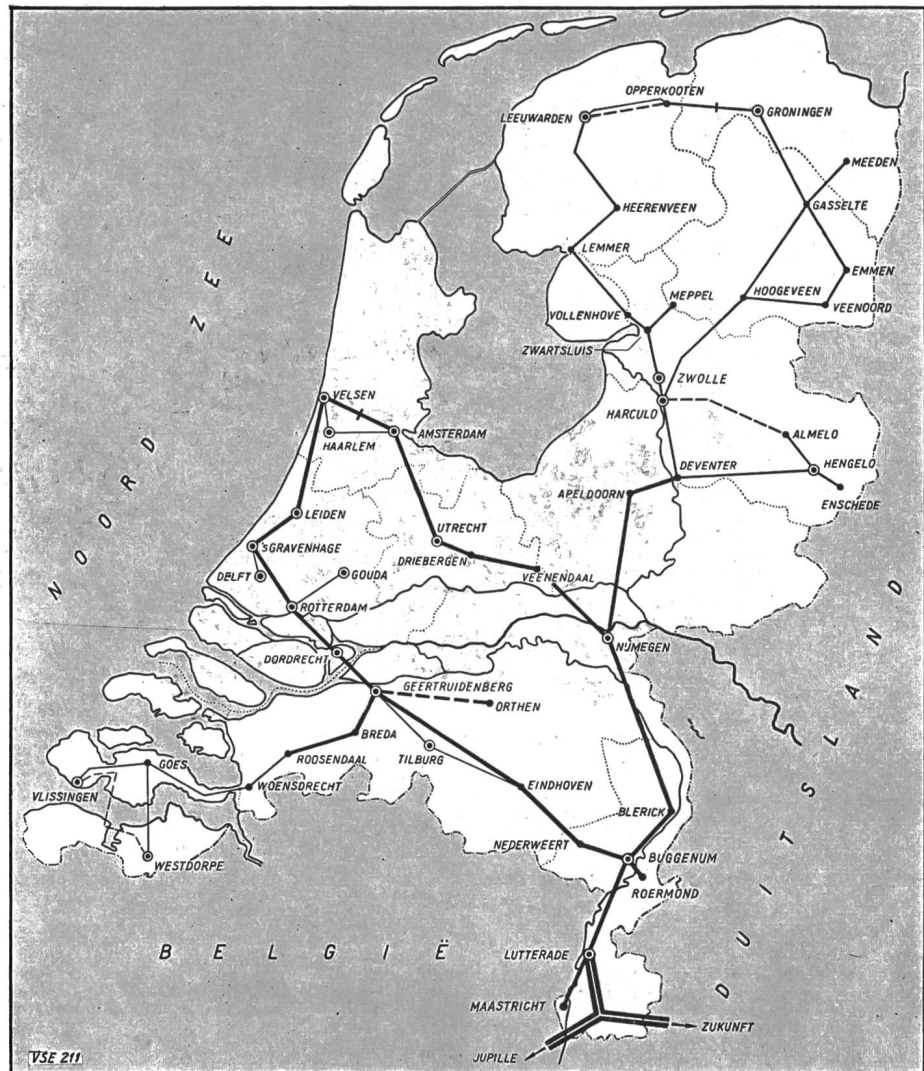 OPPERKOOTEN
LEEUWARDEN
GRONINGEN
MEEDEN
HEERENVEEN
GASSELTE
LEMMER
EMMEN
MEPPEL
HOOGEVEEN
VEENOORD
VOLLENHOVE
ZWARTSLUIS
ZWOLLE
NOORD ZEE
VELSEN
HARCULO
HAARLEM
AMSTERDAM
ALMELO
HENGELO
DEVENTER
APELDOORN
ENSCHEDE
LEIDEN
UTRECHT
'SGRAVENHAGE
DRIEBERGEN
DELFT
GOUDA
VEENENDAAL
ROTTERDAM
NIJMEGEN
DORDRECHT
DUITSLAND
GEERTRUIDENBERG
ORTHEN
BREDA
ROOSENDAAL
TILBURG
GOES
WOENSDRECHT
EINDHOVEN
VLISSINGEN
BLERICK
NEDERWEERT
WESTDORPE
BUGGENUM
ROERMOND
BELGIË
LUTTERADE
MAASTRICHT
ZUKUNFT
JUPILLE
VSE 211